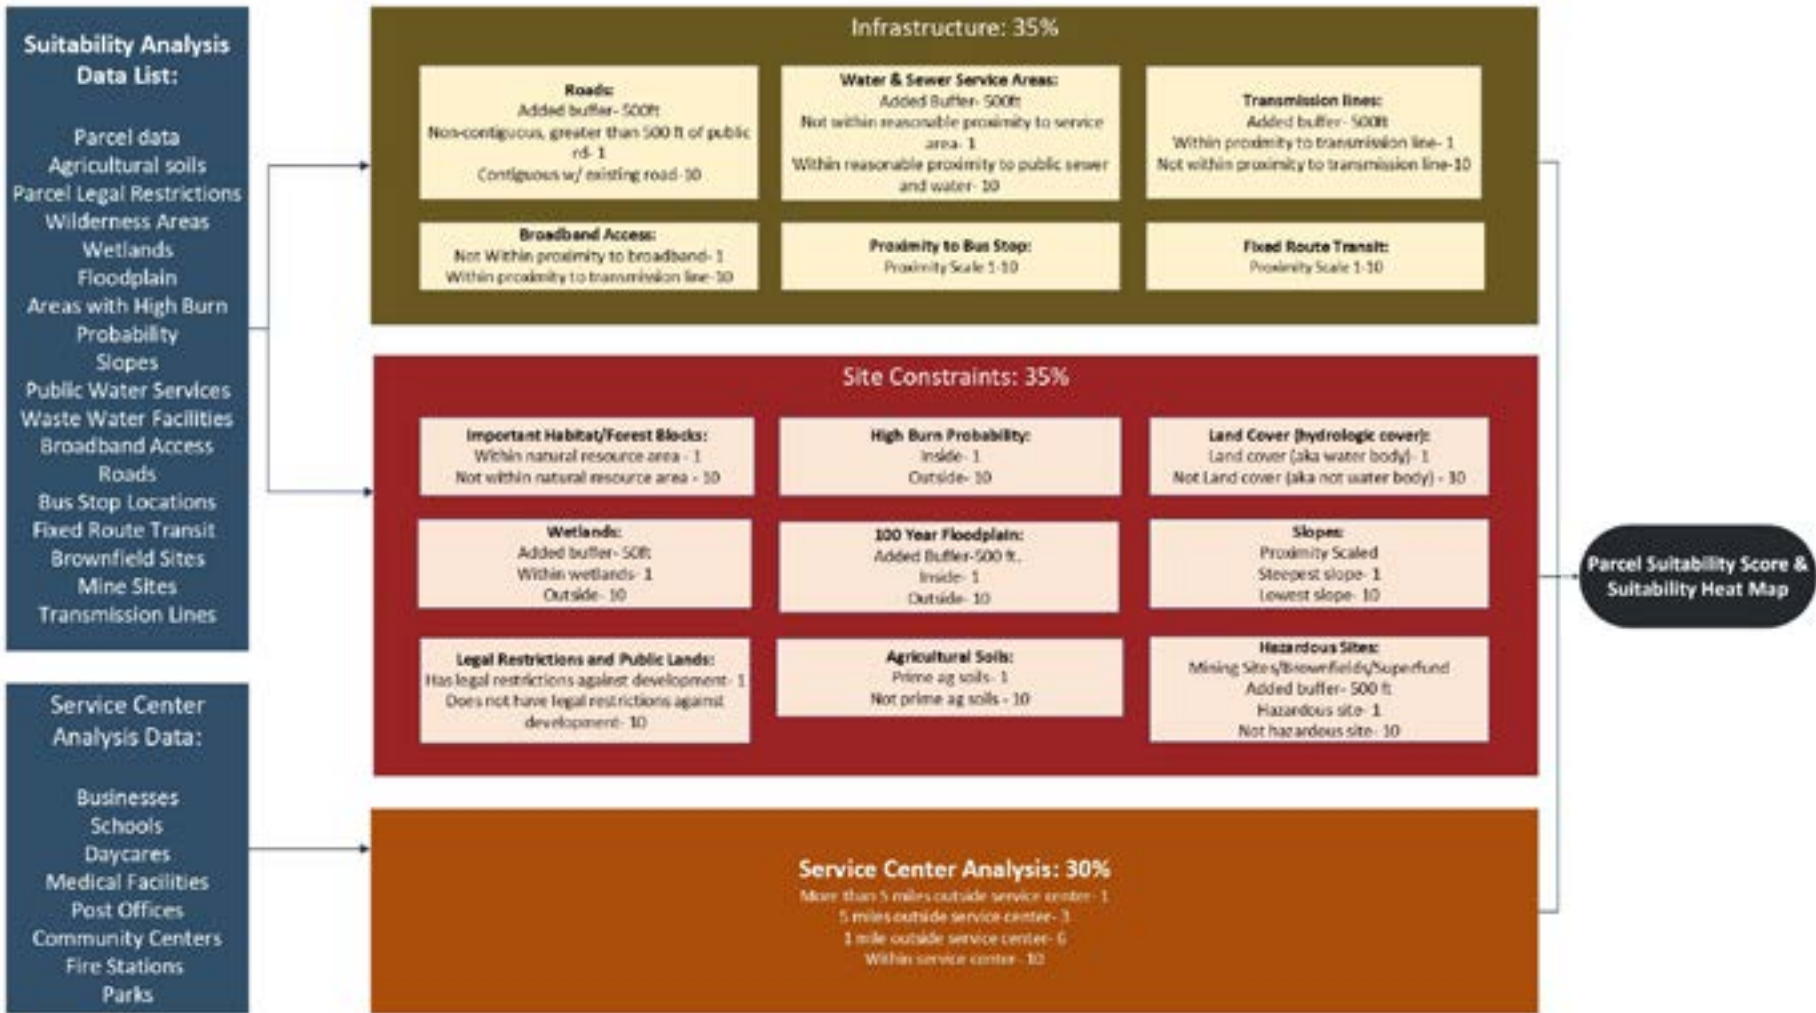 Suitability Analysis
Data List:
Parcel data
Agricultural soils
Parcel Legal Restrictions
Wilderness Areas
Wetlands
Floodplain
Areas with High Burn
Probability
Slopes
Public Water Services
Waste Water Facilities
Broadband Access
Roads
Bus Stop Locations
Fixed Route Transit
Brownfield Sites
Mine Sites
Transmission Lines
Service Center
Analysis Data:
Businesses
Schools
Daycares
Medical Facilities
Post Offices
Community Centers
Fire Stations
Parks
Infrastructure: 35%
Roads:
Added buffer- 500ft
Non-contiguous, greater than 500 ft of public
rd- 1
Contiguous w/ existing road-10
Water & Sewer Service Areas:
Added Buffer- 500ft
Not within reasonable proximity to service
area- 1
Within reasonable proximity to public sewer
and water- 10
Transmission lines:
Added buffer- 500ft
Within proximity to transmission line- 1
Not within proximity to transmission line-10
Broadband Access:
Not Within proximity to broadband- 1
Within proximity to transmission line-10
Proximity to Bus Stop:
Proximity Scale 1-10
Fixed Route Transit:
Proximity Scale 1-10
Site Constraints: 35%
Important Habitat/Forest Blocks:
Within natural resource area - 1
Not within natural resource area - 10
High Burn Probability:
Inside- 1
Outside- 10
Land Cover (hydrologic cover):
Land cover (aka water body)- 1
Not Land cover (aka not water body) - 10
Wetlands:
Added buffer- 50ft
Within wetlands- 1
Outside- 10
100 Year Floodplain:
Added Buffer-500 ft.
Inside- 1
Outside- 10
Slopes:
Proximity Scaled
Steepest slope- 1
Lowest slope- 10
Legal Restrictions and Public Lands:
Has legal restrictions against development- 1
Does not have legal restrictions against
development- 10
Agricultural Soils:
Prime ag soils- 1
Not prime ag soils - 10
Hazardous Sites:
Mining Sites/Brownfields/Superfund
Added buffer- 500 ft
Hazardous site- 1
Not hazardous site- 10
Service Center Analysis: 30%
More than 5 miles outside service center- 1
5 miles outside service center- 3
1 mile outside service center- 6
Within service center- 10
Parcel Suitability Score &
Suitability Heat Map